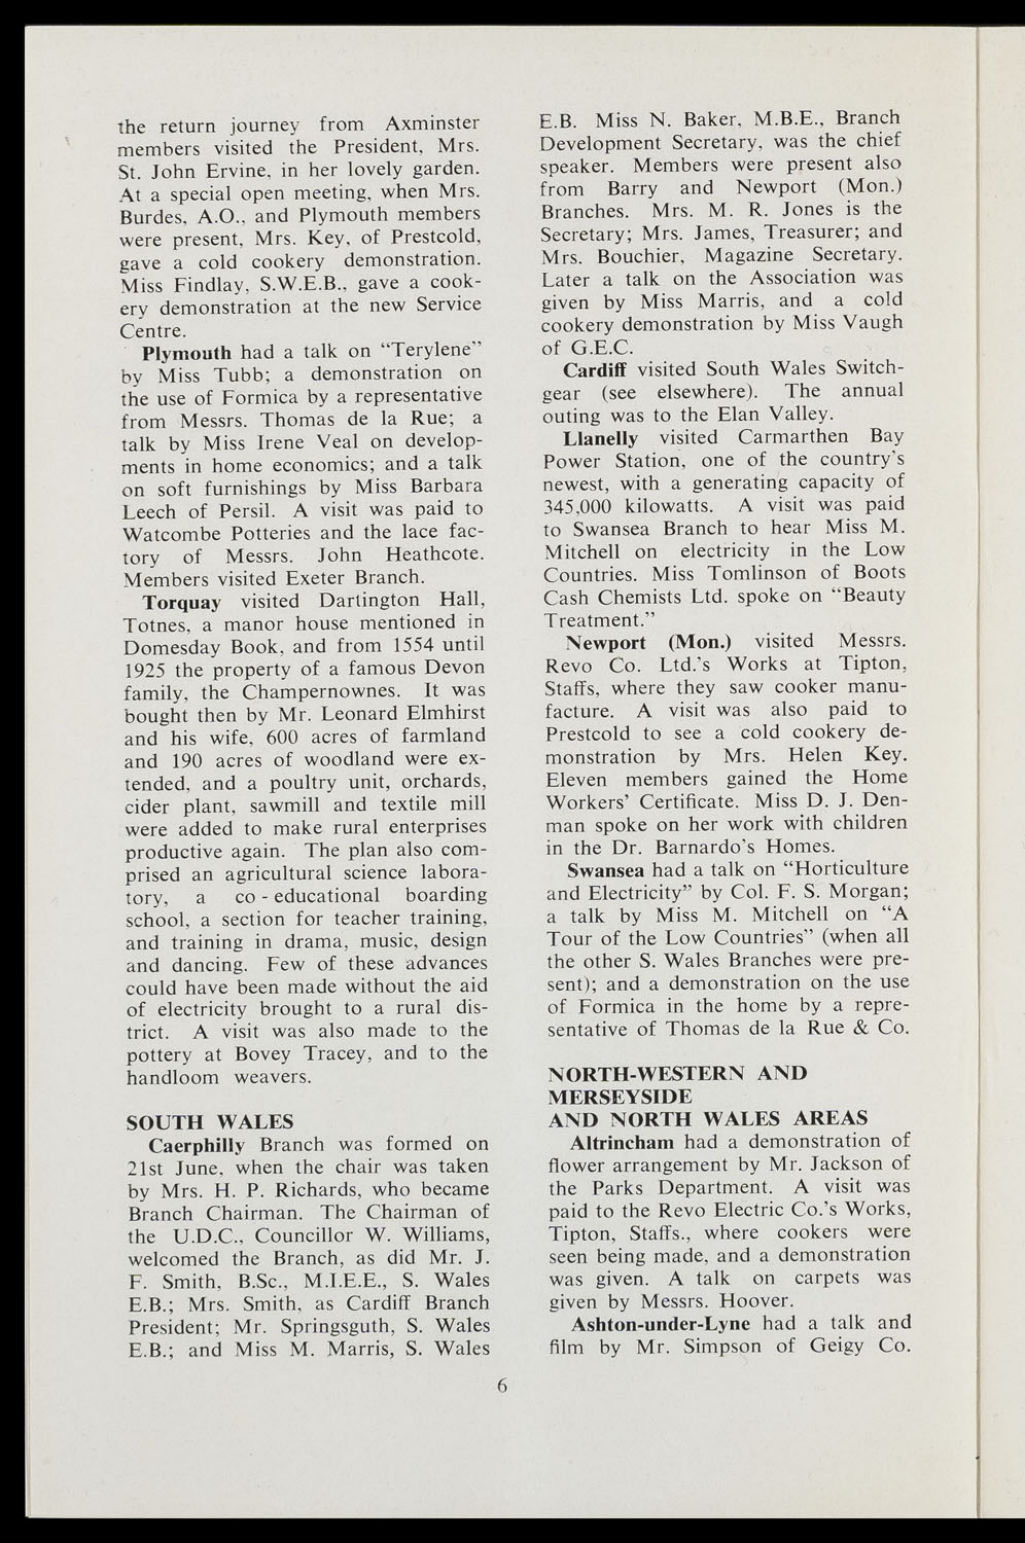 the return journey from Axminster
members visited the President, Mrs.
St. John Ervine, in her lovely garden.
At a special open meeting, when Mrs.
Burdes, A.O., and Plymouth members
were present, Mrs. Key, of Prestcold,
gave a cold cookery demonstration.
Miss Findlay, S.W.E.B., gave a cook-
ery demonstration at the new Service
Centre.
Plymouth had a talk on "Terylene"
by Miss Tubb; a demonstration on
the use of Formica by a representative
from Messrs. Thomas de la Rue; a
talk by Miss Irene Veal on develop-
ments in home economics; and a talk
on soft furnishings by Miss Barbara
Leech of Persil. A visit was paid to
Watcombe Potteries and the lace fac-
tory of Messrs. John Heathcote.
Members visited Exeter Branch.
Torquay visited Dartington Hall,
Totnes, a manor house mentioned in
Domesday Book, and from 1554 until
1925 the property of a famous Devon
family, the Champernownes. It was
bought then by Mr. Leonard Elmhirst
and his wife, 600 acres of farmland
and 190 acres of woodland were ex-
tended, and a poultry unit, orchards,
cider plant, sawmill and textile mill
were added to make rural enterprises
productive again. The plan also com-
prised an agricultural science labora-
tory, a co-educational boarding
school, a section for teacher training,
and training in drama, music, design
and dancing. Few of these advances
could have been made without the aid
of electricity brought to a rural dis-
trict. A visit was also made to the
pottery at Bovey Tracey, and to the
handloom weavers.
SOUTH WALES
Caerphilly Branch was formed on
21st June, when the chair was taken
by Mrs. H. P. Richards, who became
Branch Chairman. The Chairman of
the U.D.C., Councillor W. Williams,
welcomed the Branch, as did Mr. J.
F. Smith, B.Sc., M.I.E.E., S. Wales
E.B.; Mrs. Smith, as Cardiff Branch
President; Mr. Springsguth, S. Wales
E.B.; and Miss M. Marris, S. Wales
E.B. Miss N. Baker, M.B.E., Branch
Development Secretary, was the chief
speaker. Members were present also
from Barry and Newport (Mon.)
Branches. Mrs. M. R. Jones is the
Secretary; Mrs. James, Treasurer; and
Mrs. Bouchier, Magazine Secretary.
Later a talk on the Association was
given by Miss Marris, and a cold
cookery demonstration by Miss Vaugh
of G.E.C.
Cardiff visited South Wales Switch-
gear (see elsewhere). The annual
outing was to the Elan Valley.
Llanelly visited Carmarthen Bay
Power Station, one of the country's
newest, with a generating capacity of
345,000 kilowatts. A visit was paid
to Swansea Branch to hear Miss M.
Mitchell on electricity in the Low
Countries. Miss Tomlinson of Boots
Cash Chemists Ltd. spoke on "Beauty
Treatment."
Newport (Mon.) visited Messrs.
Revo Co. Ltd.'s Works at Tipton,
Staffs, where they saw cooker manu-
facture. A visit was also paid to
Prestcold to see a cold cookery de-
monstration by Mrs. Helen Key.
Eleven members gained the Home
Workers' Certificate. Miss D. J. Den-
man spoke on her work with children
in the Dr. Barnardo's Homes.
Swansea had a talk on "Horticulture
and Electricity" by Col. F. S. Morgan;
a talk by Miss M. Mitchell on "A
Tour of the Low Countries" (when all
the other S. Wales Branches were pre-
sent); and a demonstration on the use
of Formica in the home by a repre-
sentative of Thomas de la Rue & Co.
NORTH-WESTERN AND
MERSEYSIDE
AND NORTH WALES AREAS
Altrincham had a demonstration of
flower arrangement by Mr. Jackson of
the Parks Department. A visit was
paid to the Revo Electric Co.'s Works,
Tipton, Staffs., where cookers were
seen being made, and a demonstration
was given. A talk on carpets was
given by Messrs. Hoover.
Ashton-under-Lyne had a talk and
film by Mr. Simpson of Geigy Co.
6